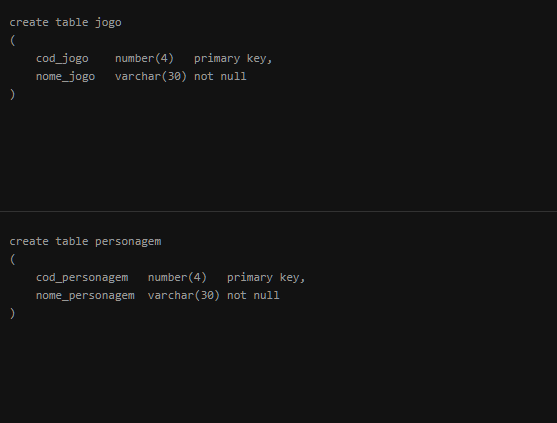 create table jogo
(
    cod_jogo    number(4)   primary key,
    nome_jogo   varchar(30) not null
)
create table personagem
(
    cod_personagem   number(4)   primary key,
    nome_personagem  varchar(30) not null
)